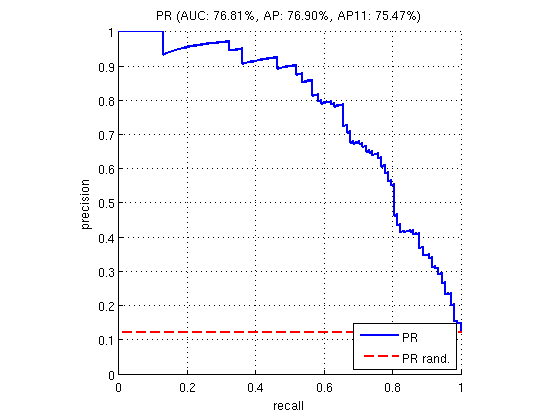 PR (AUC: 76.81%, AP: 76.90%, AP11: 75.47%)
1
0.9
0.8
0.7
0.6
0.5
0.4
0.3
0.2
0.1
0
precision
0 0.2 0.4 0.6 0.8 1
recall
PR
PR rand.